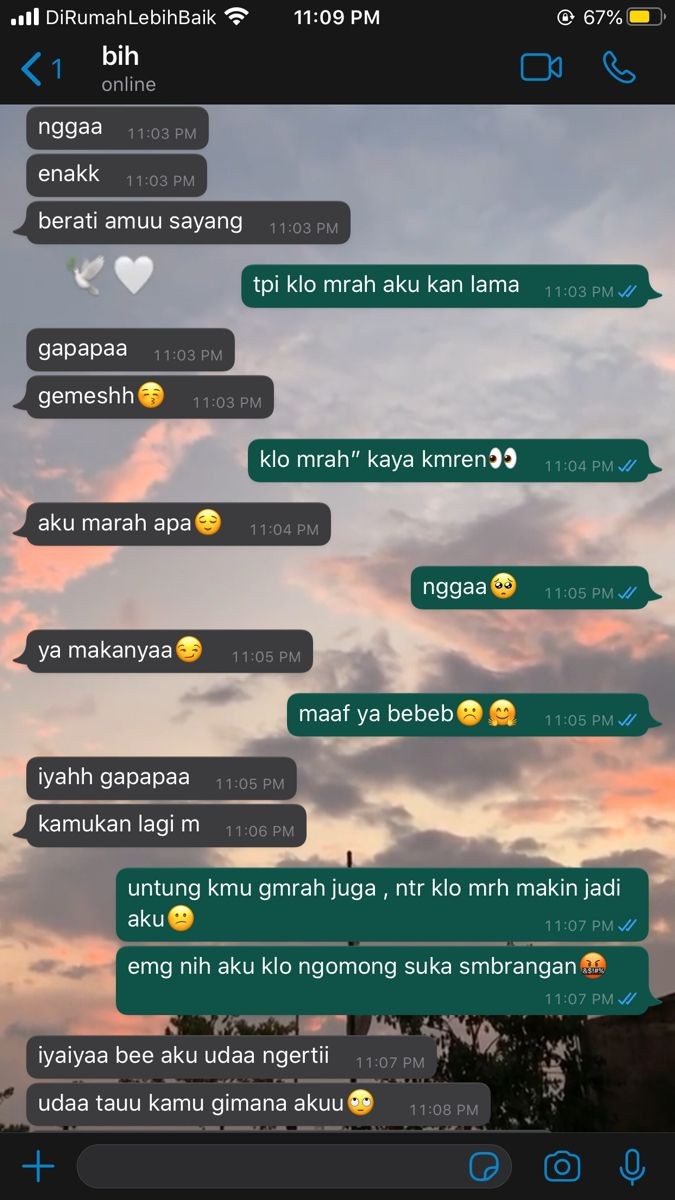 DiRumahLebihBaik 11:09 PM 67%
1 bih
online
nggaa 11:03 PM
enakk 11:03 PM
berati amuu sayang 11:03 PM
tpi klo mrah aku kan lama 11:03 PM
gapapaa 11:03 PM
gemeshh😚 11:03 PM
klo mrah” kaya kmren👀 11:04 PM
aku marah apa😌 11:04 PM
nggaa🥺 11:05 PM
ya makanyaa😏 11:05 PM
maaf ya bebeb☹️🤗 11:05 PM
iyahh gapapaa 11:05 PM
kamukan lagi m 11:06 PM
untung kmu gmrah juga , ntr klo mrh makin jadi
aku😕 11:07 PM
emg nih aku klo ngomong suka smbrangan🤬
11:07 PM
iyaiyaa bee aku udaa ngertii 11:07 PM
udaa tauu kamu gimana akuu🙄 11:08 PM